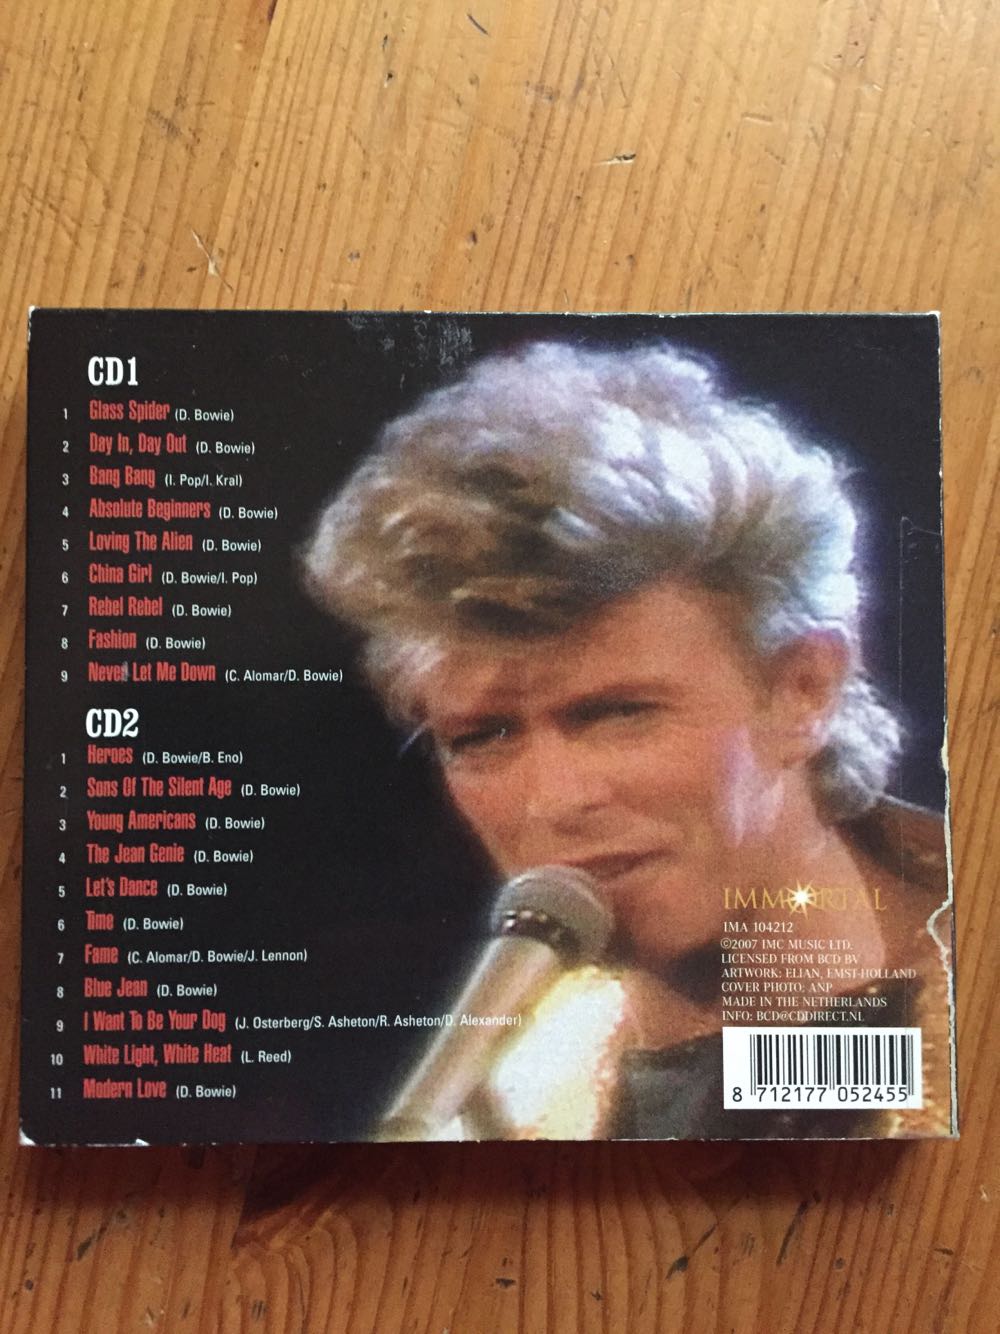 CD1
1 Glass Spider (D. Bowie)
2 Day In, Day Out (D. Bowie)
3 Bang Bang (I. Pop/I. Kral)
4 Absolute Beginners (D. Bowie)
5 Loving The Alien (D. Bowie)
6 China Girl (D. Bowie/I. Pop)
7 Rebel Rebel (D. Bowie)
8 Fashion (D. Bowie)
9 Never Let Me Down (C. Alomar/D. Bowie)
CD2
1 Heroes (D. Bowie/B. Eno)
2 Sons Of The Silent Age (D. Bowie)
3 Young Americans (D. Bowie)
4 The Jean Genie (D. Bowie)
5 Let's Dance (D. Bowie)
6 Time (D. Bowie)
7 Fame (C. Alomar/D. Bowie/J. Lennon)
8 Blue Jean (D. Bowie)
9 I Want To Be Your Dog (J. Osterberg/S. Asheton/R. Asheton/D. Alexander)
10 White Light, White Heat (L. Reed)
11 Modern Love (D. Bowie)
IMMORTAL
IMA 104212
©2007 IMC MUSIC LTD.
LICENSED FROM BCD BV
ARTWORK: ELIAN, EMST-HOLLAND
COVER PHOTO: ANP
MADE IN THE NETHERLANDS
INFO: BCD@CDDIRECT.NL
8 712177 052455